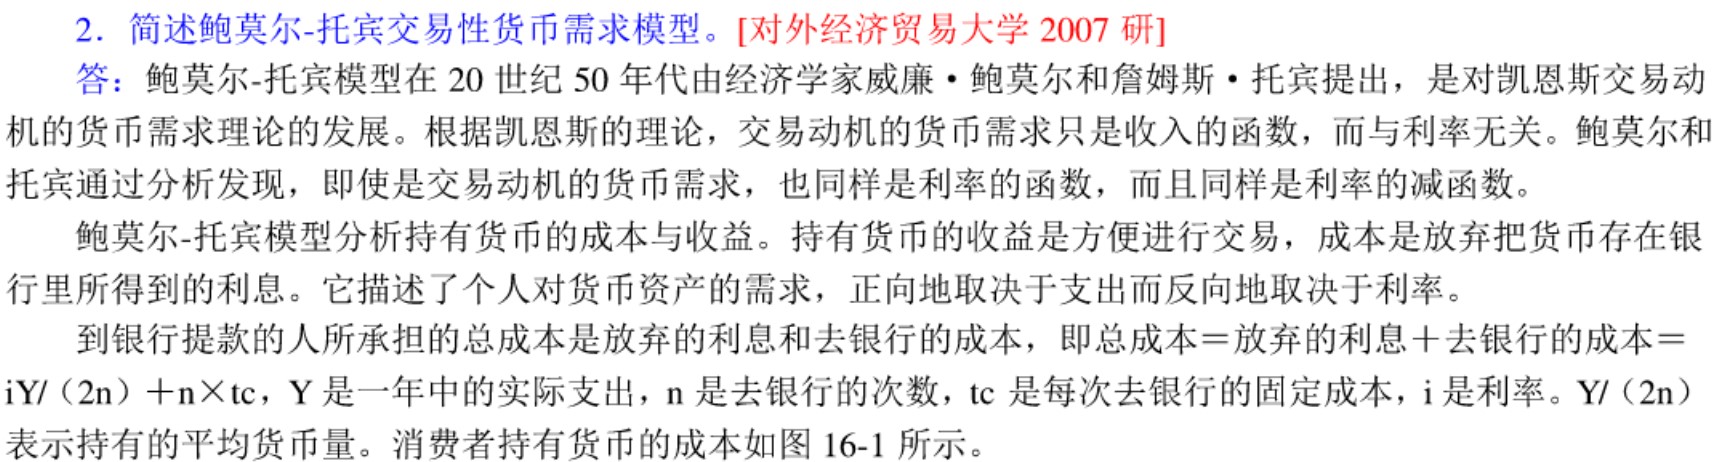 2．简述鲍莫尔-托宾交易性货币需求模型。[对外经济贸易大学 2007 研]
答：鲍莫尔-托宾模型在 20 世纪 50 年代由经济学家威廉·鲍莫尔和詹姆斯·托宾提出，是对凯恩斯交易动
机的货币需求理论的发展。根据凯恩斯的理论，交易动机的货币需求只是收入的函数，而与利率无关。鲍莫尔和
托宾通过分析发现，即使是交易动机的货币需求，也同样是利率的函数，而且同样是利率的减函数。
鲍莫尔-托宾模型分析持有货币的成本与收益。持有货币的收益是方便进行交易，成本是放弃把货币存在银
行里所得到的利息。它描述了个人对货币资产的需求，正向地取决于支出而反向地取决于利率。
到银行提款的人所承担的总成本是放弃的利息和去银行的成本，即总成本＝放弃的利息＋去银行的成本＝
iY/（2n）＋n×tc，Y 是一年中的实际支出，n 是去银行的次数，tc 是每次去银行的固定成本，i 是利率。Y/（2n）
表示持有的平均货币量。消费者持有货币的成本如图 16-1 所示。